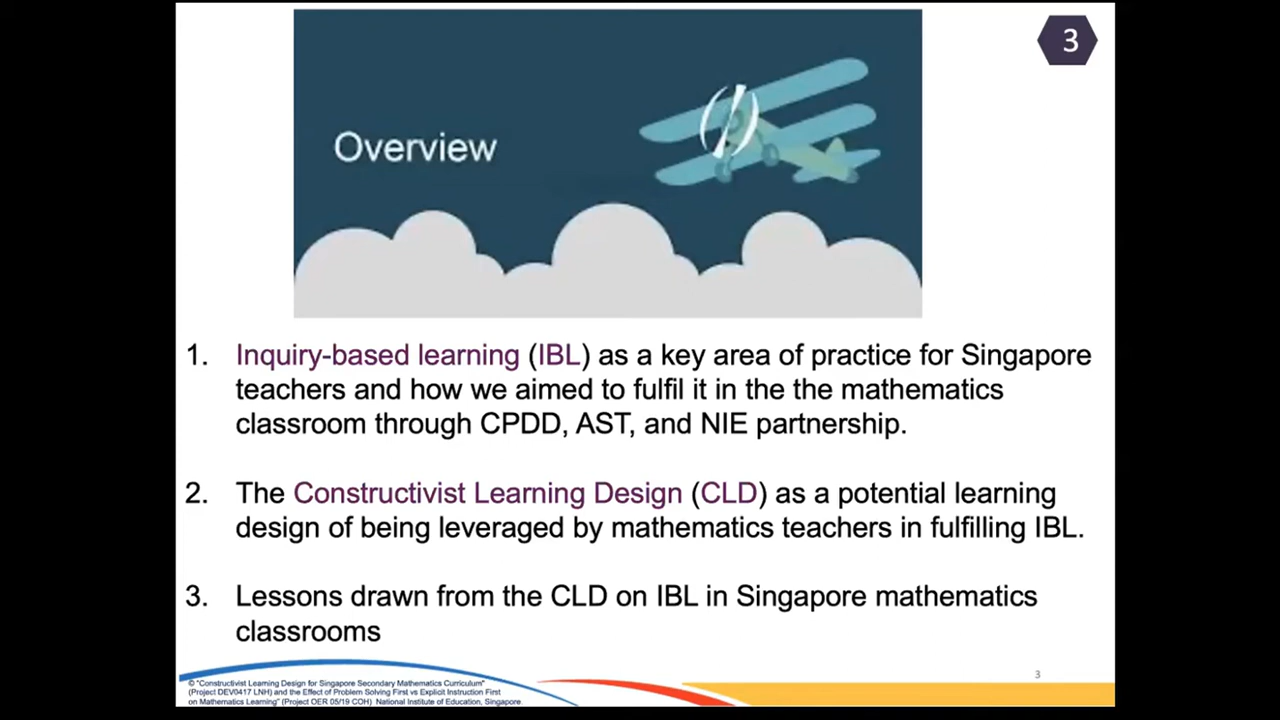 3
Overview
1. Inquiry-based learning (IBL) as a key area of practice for Singapore
teachers and how we aimed to fulfil it in the the mathematics
classroom through CPDD, AST, and NIE partnership.
2. The Constructivist Learning Design (CLD) as a potential learning
design of being leveraged by mathematics teachers in fulfilling IBL.
3. Lessons drawn from the CLD on IBL in Singapore mathematics
classrooms
3
© "Constructivist Learning Design for Singapore Secondary Mathematics Curriculum"
(Project DEV0417 LNH) and the Effect of Problem Solving First vs Explicit Instruction First
on Mathematics Learning" (Project OER 05/19 COH) National Institute of Education, Singapore